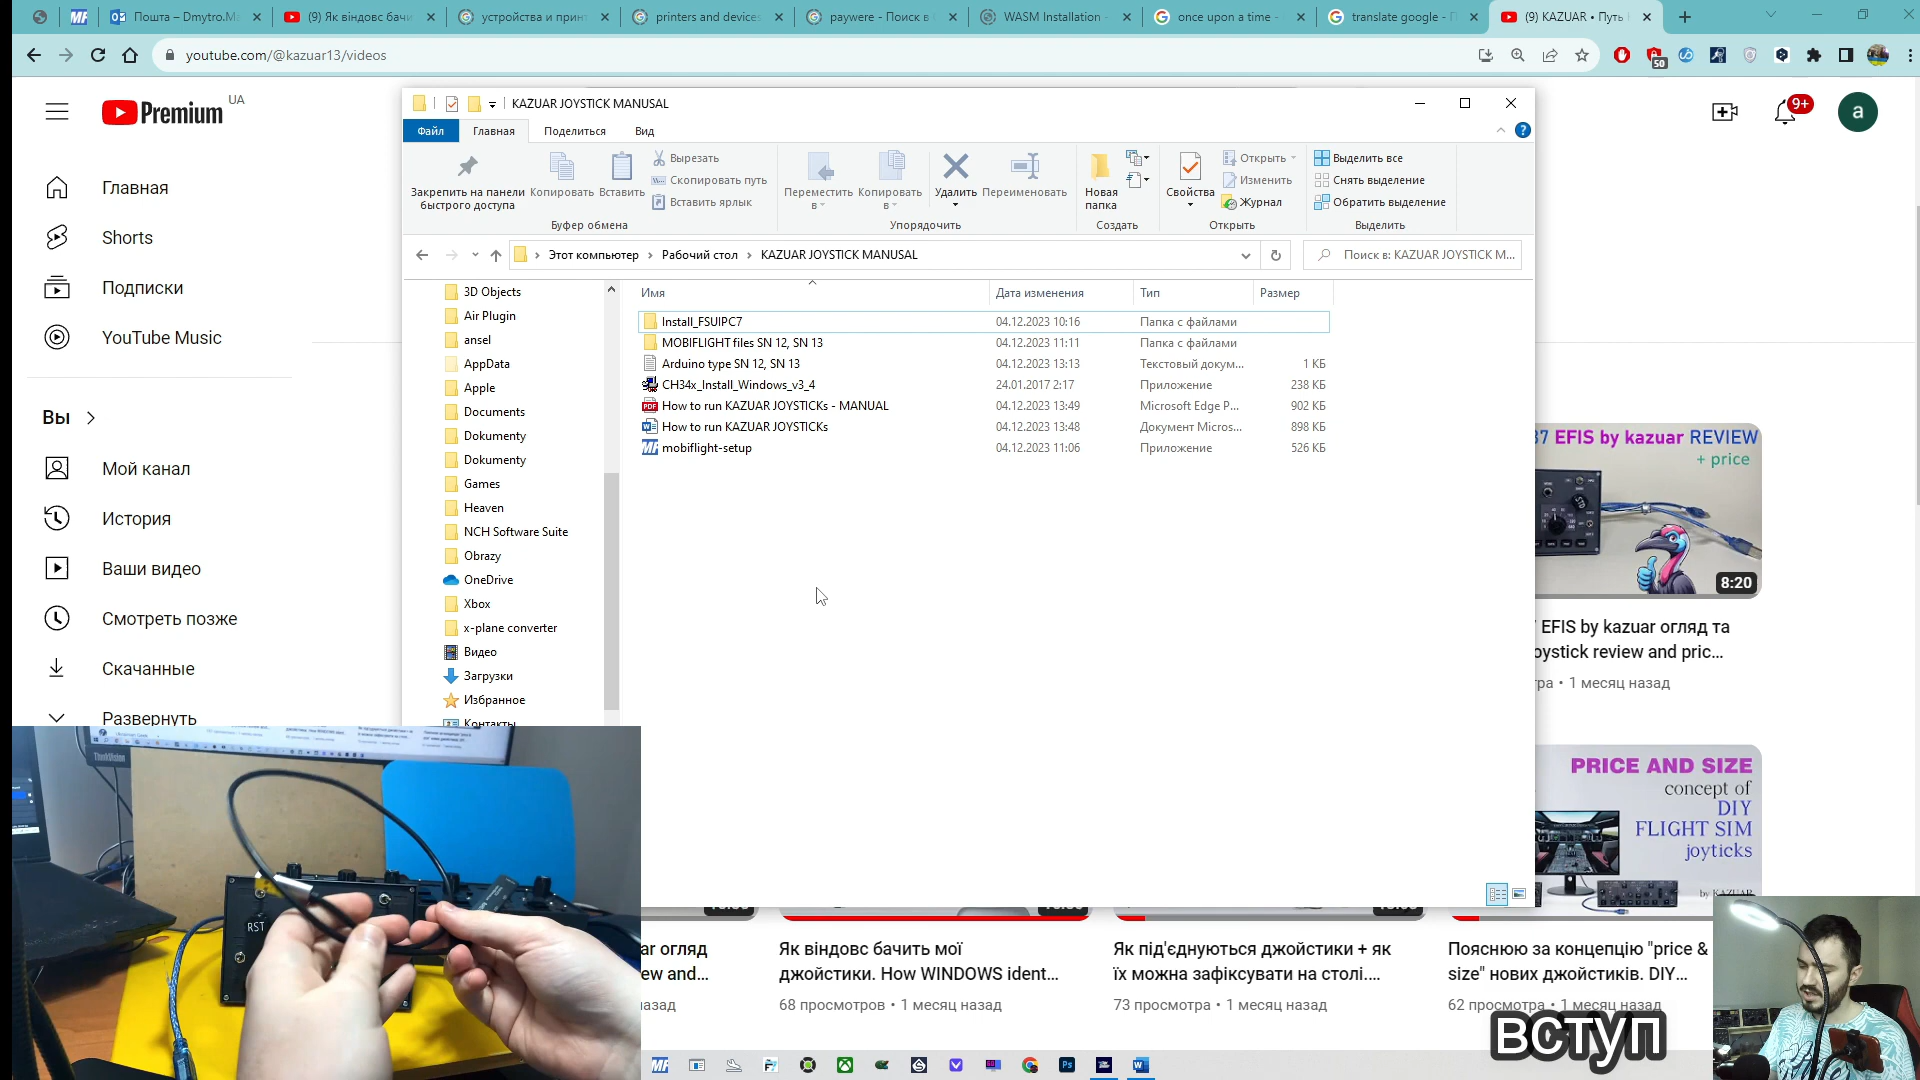 Пошта – Dmytro.M
(9) Як віндовс бачи
устройства и принт
printers and devices
paywere - Поиск в
WASM Installation -
once upon a time -
translate google - П
(9) KAZUAR • Путь
youtube.com/@kazuar13/videos
50
Premium
UA
9+
a
Главная
Shorts
Подписки
YouTube Music
Вы
Мой канал
История
Ваши видео
Смотреть позже
Скачанные
Развернуть
KAZUAR JOYSTICK MANUSAL
Файл
Главная
Поделиться
Вид
Закрепить на панели быстрого доступа
Копировать
Вставить
Вырезать
Скопировать путь
Вставить ярлык
Буфер обмена
Переместить в
Копировать в
Удалить
Переименовать
Упорядочить
Новая папка
Создать
Свойства
Открыть
Изменить
Журнал
Открыть
Выделить все
Снять выделение
Обратить выделение
Выделить
Этот компьютер
Рабочий стол
KAZUAR JOYSTICK MANUSAL
Поиск в: KAZUAR JOYSTICK M...
3D Objects
Air Plugin
ansel
AppData
Apple
Documents
Dokumenty
Dokumenty
Games
Heaven
NCH Software Suite
Obrazy
OneDrive
Xbox
x-plane converter
Видео
Загрузки
Избранное
Контакты
Имя Дата изменения Тип Размер
Install_FSUIPC7 04.12.2023 10:16 Папка с файлами
MOBIFLIGHT files SN 12, SN 13 04.12.2023 11:11 Папка с файлами
Arduino type SN 12, SN 13 04.12.2023 13:13 Текстовый докум... 1 КБ
CH34x_Install_Windows_v3_4 24.01.2017 2:17 Приложение 238 КБ
How to run KAZUAR JOYSTICKs - MANUAL 04.12.2023 13:49 Microsoft Edge P... 902 КБ
How to run KAZUAR JOYSTICKs 04.12.2023 13:48 Документ Micros... 898 КБ
mobiflight-setup 04.12.2023 11:06 Приложение 526 КБ
37 EFIS by kazuar REVIEW
+ price
8:20
EFIS by kazuar огляд та
oystick review and pric...
тра • 1 месяц назад
PRICE AND SIZE
concept of
DIY
FLIGHT SIM
joyticks
by KAZUAR
ar огляд
ew and...
азад
Як віндовс бачить мої
джойстики. How WINDOWS ident...
68 просмотров • 1 месяц назад
Як під'єднуються джойстики + як
їх можна зафіксувати на столі....
73 просмотра • 1 месяц назад
Пояснюю за концепцію "price &
size" нових джойстиків. DIY...
62 просмотра • 1 месяц назад
ThinkVision
RST
ВСТУП